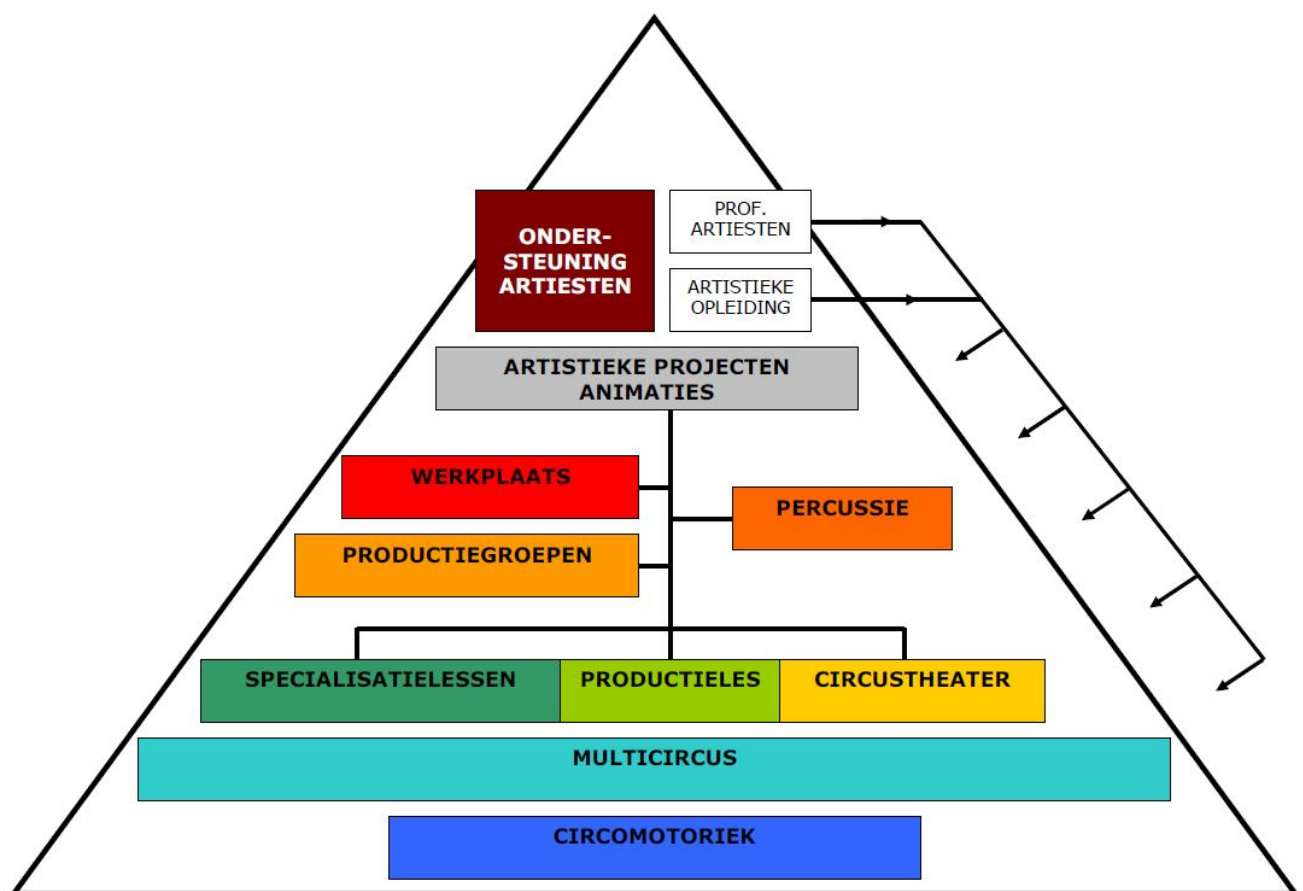 ONDER-
STEUNING
ARTIESTEN
PROF.
ARTIESTEN
ARTISTIEKE
OPLEIDING
ARTISTIEKE PROJECTEN
ANIMATIES
WERKPLAATS
PERCUSSIE
PRODUCTIEGROEPEN
SPECIALISATIELESSEN
PRODUCTIELES
CIRCUSTHEATER
MULTICIRCUS
CIRCOMOTORIEK